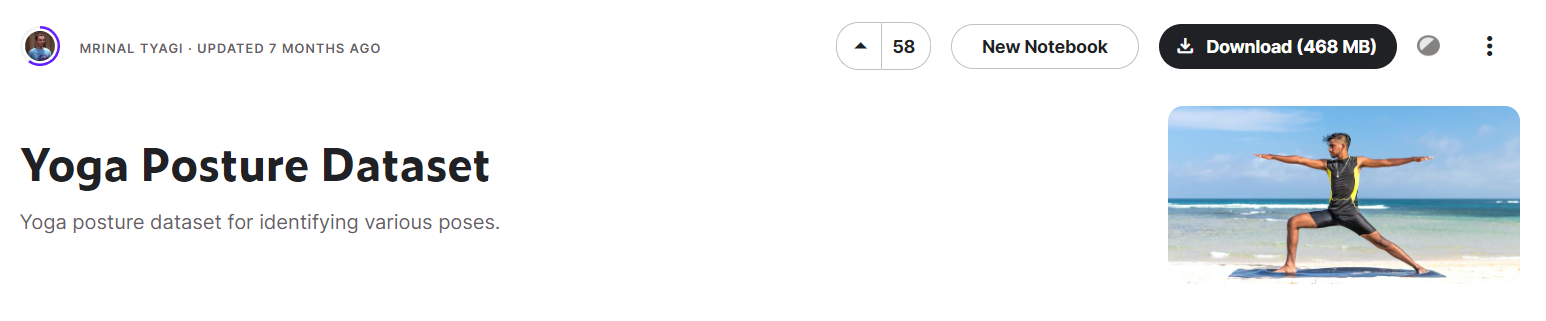 MRINAL TYAGI · UPDATED 7 MONTHS AGO
58
New Notebook
Download (468 MB)
Yoga Posture Dataset
Yoga posture dataset for identifying various poses.